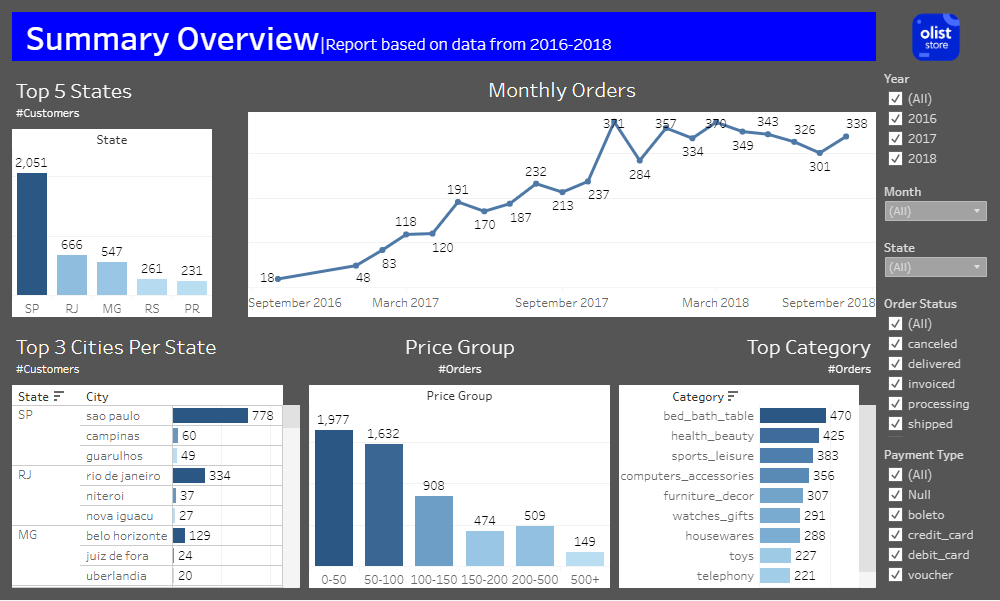 Summary Overview|Report based on data from 2016-2018
olist
store
Top 5 States
#Customers
State
2,051
666
547
261
231
SP RJ MG RS PR
Monthly Orders
18
48
83
118
120
191
170
187
232
213
237
371
284
357
334
370
349
343
326
301
338
September 2016 March 2017 September 2017 March 2018 September 2018
Year
(All)
2016
2017
2018
Month
(All)
State
(All)
Order Status
(All)
canceled
delivered
invoiced
processing
shipped
Payment Type
(All)
Null
boleto
credit_card
debit_card
voucher
Top 3 Cities Per State
#Customers
State City
SP sao paulo 778
campinas 60
guarulhos 49
RJ rio de janeiro 334
niteroi 37
nova iguacu 27
MG belo horizonte 129
juiz de fora 24
uberlandia 20
Price Group
#Orders
Price Group
1,977
1,632
908
474
509
149
0-50 50-100 100-150 150-200 200-500 500+
Top Category
#Orders
Category
bed_bath_table 470
health_beauty 425
sports_leisure 383
computers_accessories 356
furniture_decor 307
watches_gifts 291
housewares 288
toys 227
telephony 221